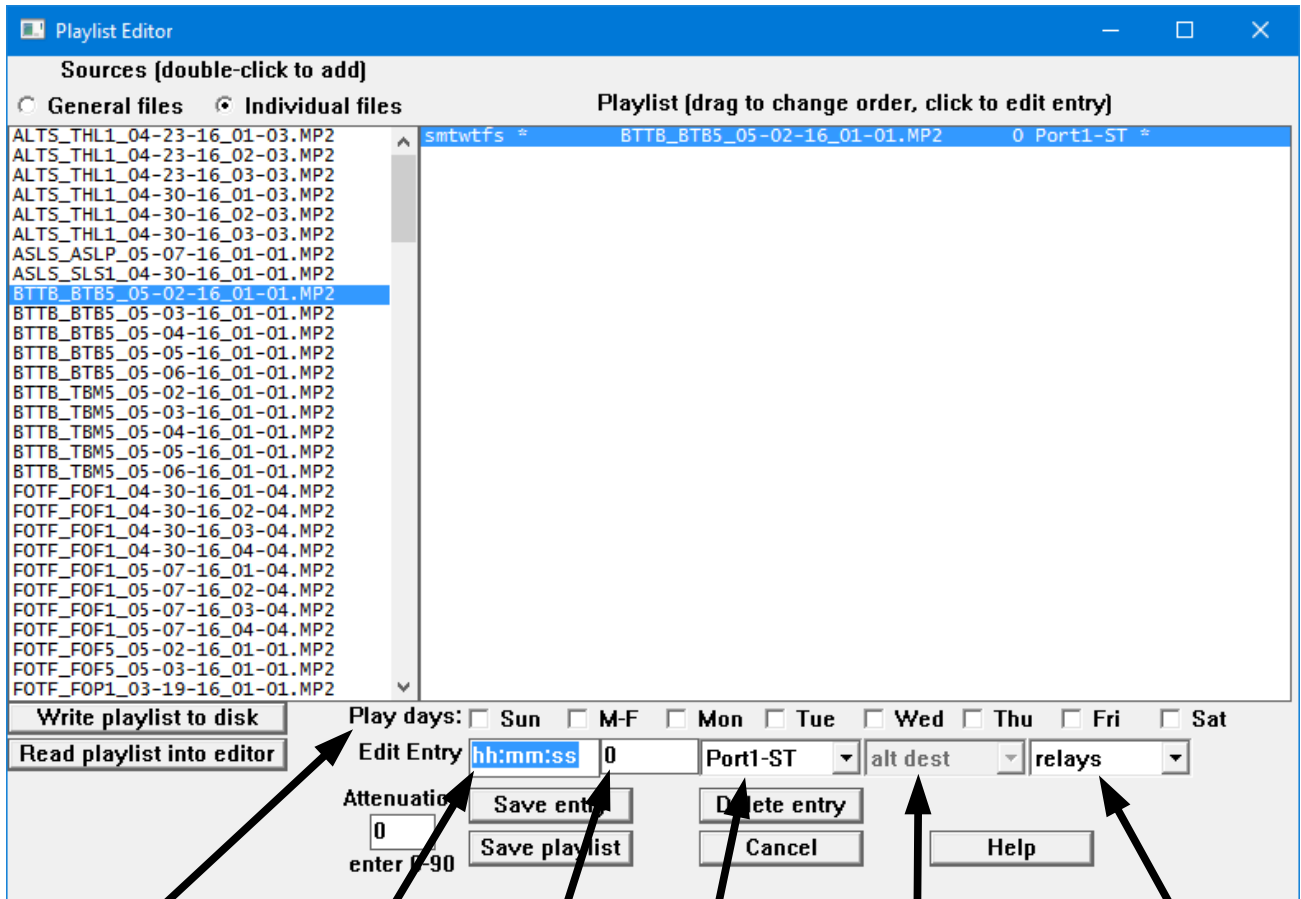 Playlist Editor
Sources (double-click to add)
General files Individual files
Playlist (drag to change order, click to edit entry)
ALTS_THL1_04-23-16_01-03.MP2
ALTS_THL1_04-23-16_02-03.MP2
ALTS_THL1_04-23-16_03-03.MP2
ALTS_THL1_04-30-16_01-03.MP2
ALTS_THL1_04-30-16_02-03.MP2
ALTS_THL1_04-30-16_03-03.MP2
ASLS_ASLP_05-07-16_01-01.MP2
ASLS_SLS1_04-30-16_01-01.MP2
BTTB_BTB5_05-02-16_01-01.MP2
BTTB_BTB5_05-03-16_01-01.MP2
BTTB_BTB5_05-04-16_01-01.MP2
BTTB_BTB5_05-05-16_01-01.MP2
BTTB_BTB5_05-06-16_01-01.MP2
BTTB_TBM5_05-02-16_01-01.MP2
BTTB_TBM5_05-03-16_01-01.MP2
BTTB_TBM5_05-04-16_01-01.MP2
BTTB_TBM5_05-05-16_01-01.MP2
BTTB_TBM5_05-06-16_01-01.MP2
FOTF_FOF1_04-30-16_01-04.MP2
FOTF_FOF1_04-30-16_02-04.MP2
FOTF_FOF1_04-30-16_03-04.MP2
FOTF_FOF1_04-30-16_04-04.MP2
FOTF_FOF1_05-07-16_01-04.MP2
FOTF_FOF1_05-07-16_02-04.MP2
FOTF_FOF1_05-07-16_03-04.MP2
FOTF_FOF1_05-07-16_04-04.MP2
FOTF_FOF5_05-02-16_01-01.MP2
FOTF_FOF5_05-03-16_01-01.MP2
FOTF_FOP1_03-19-16_01-01.MP2
smtwtfs * BTTB_BTB5_05-02-16_01-01.MP2 0 Port1-ST *
Write playlist to disk
Read playlist into editor
Play days: Sun M-F Mon Tue Wed Thu Fri Sat
Edit Entry hh:mm:ss 0 Port1-ST alt dest relays
Attenuation Save entry Delete entry
0
enter 0-90 Save playlist Cancel Help